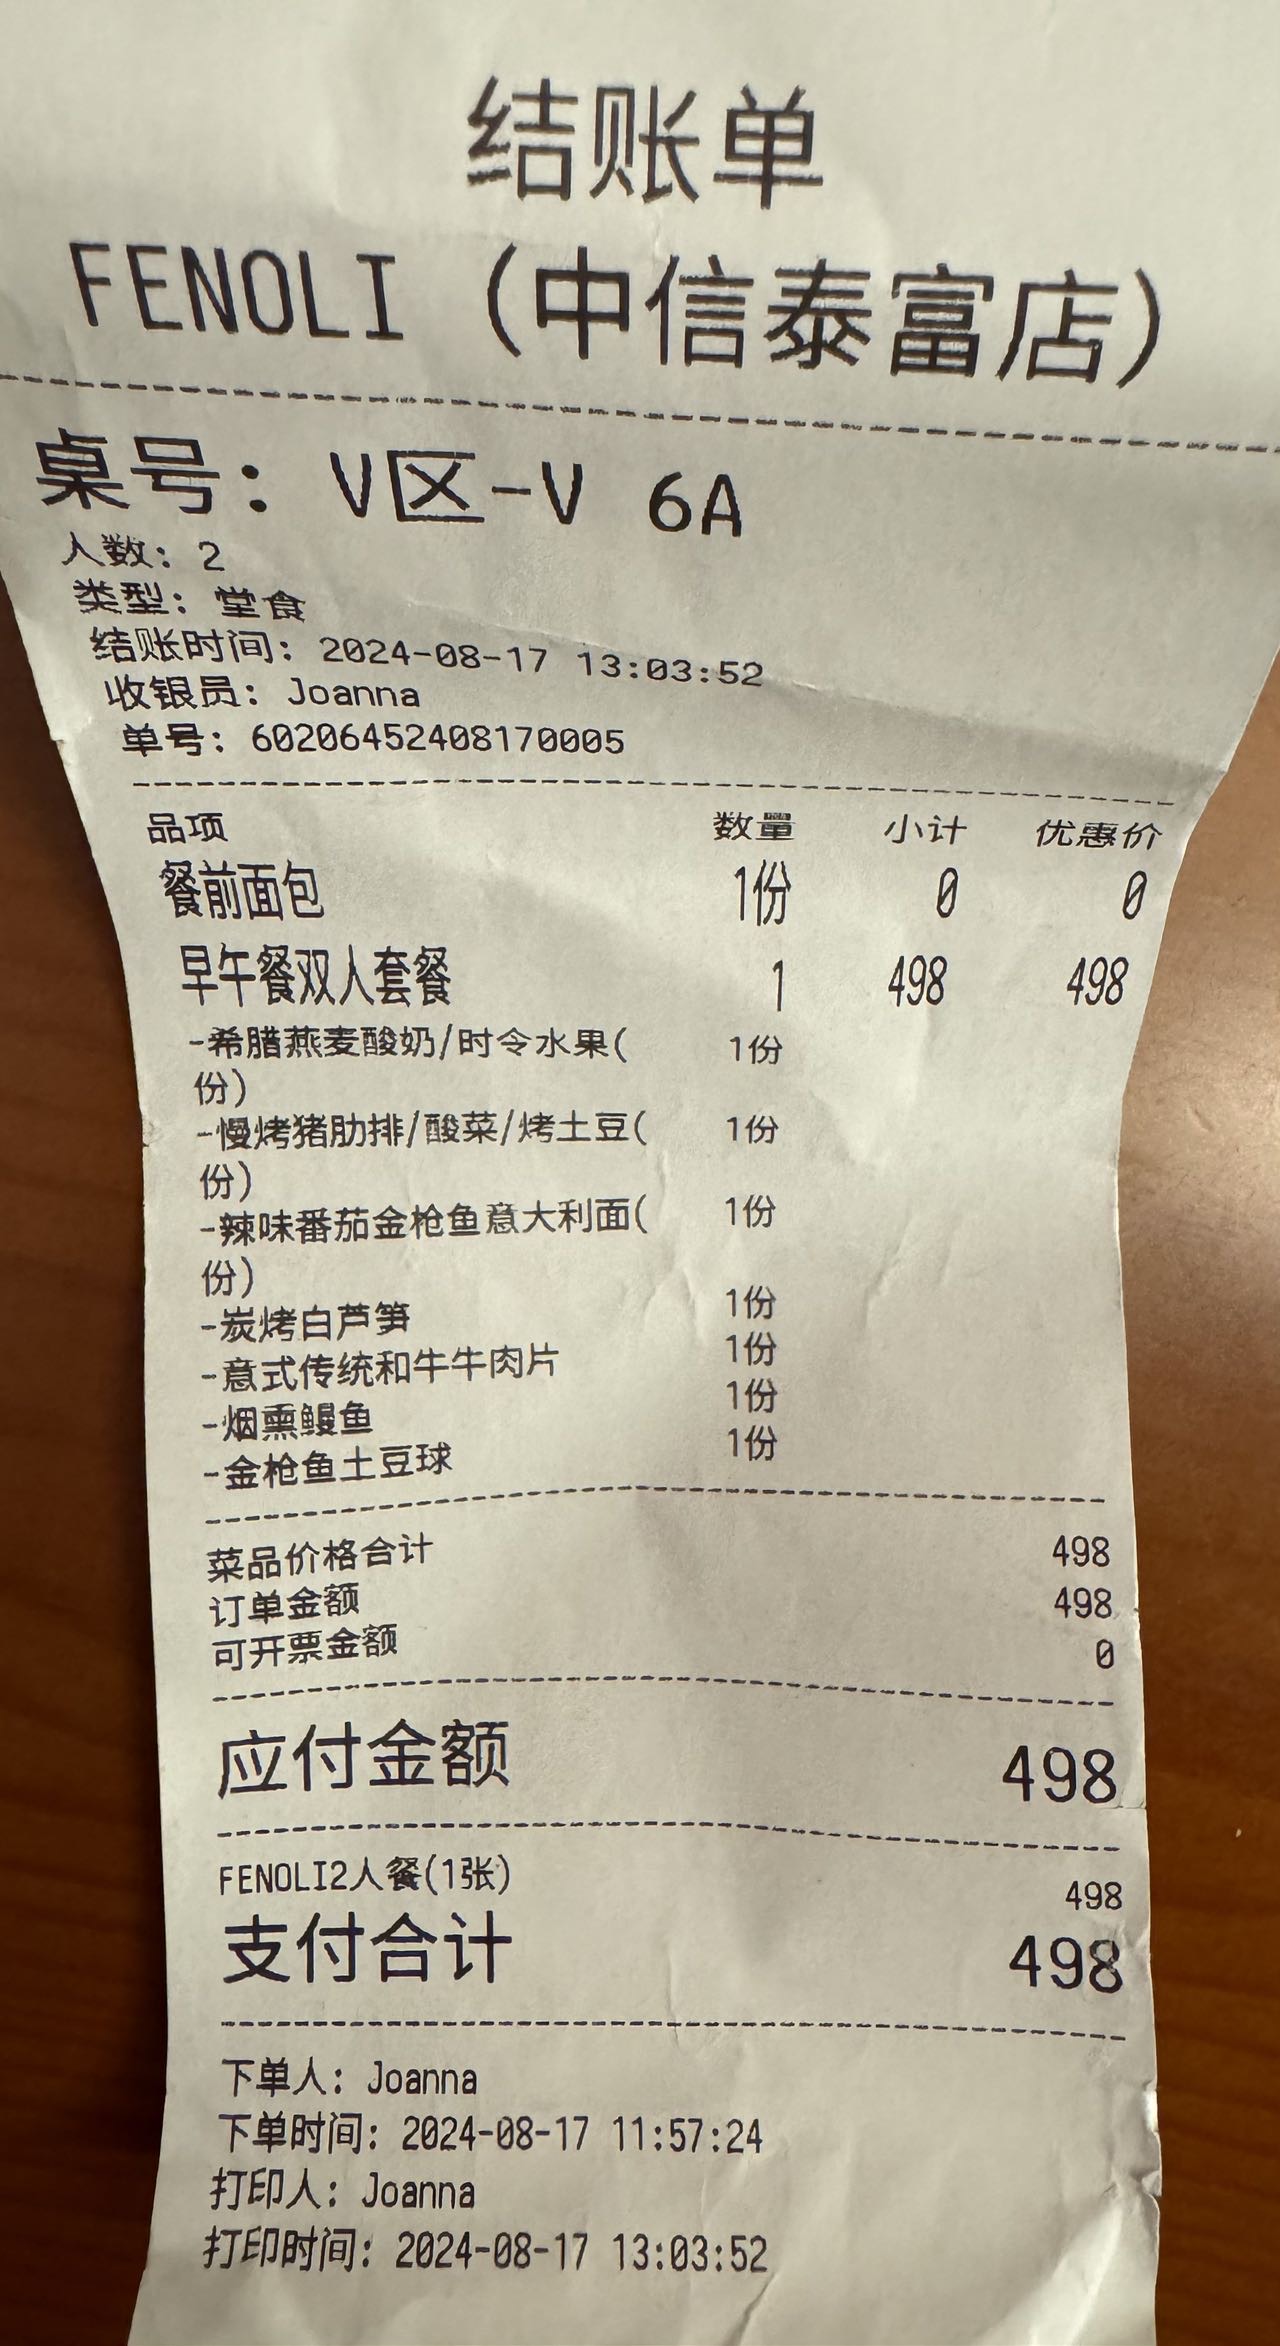 结账单
FENOLI (中信泰富店)
桌号: V区-V 6A
人数: 2
类型: 堂食
结账时间: 2024-08-17 13:03:52
收银员: Joanna
单号: 602064524081700​05
品项 数量 小计 优惠价
餐前面包 1份 0 0
早午餐双人套餐 1 498 498
-希腊燕麦酸奶/时令水果( 1份
份)
-慢烤猪肋排/酸菜/烤土豆( 1份
份)
-辣味番茄金枪鱼意大利面( 1份
份)
-炭烤白芦笋 1份
-意式传统和牛牛肉片 1份
-烟熏鳗鱼 1份
-金枪鱼土豆球 1份
菜品价格合计 498
订单金额 498
可开票金额 0
应付金额 498
FENOLI2人餐(1张) 498
支付合计 498
下单人: Joanna
下单时间: 2024-08-17 11:57:24
打印人: Joanna
打印时间: 2024-08-17 13:03:52